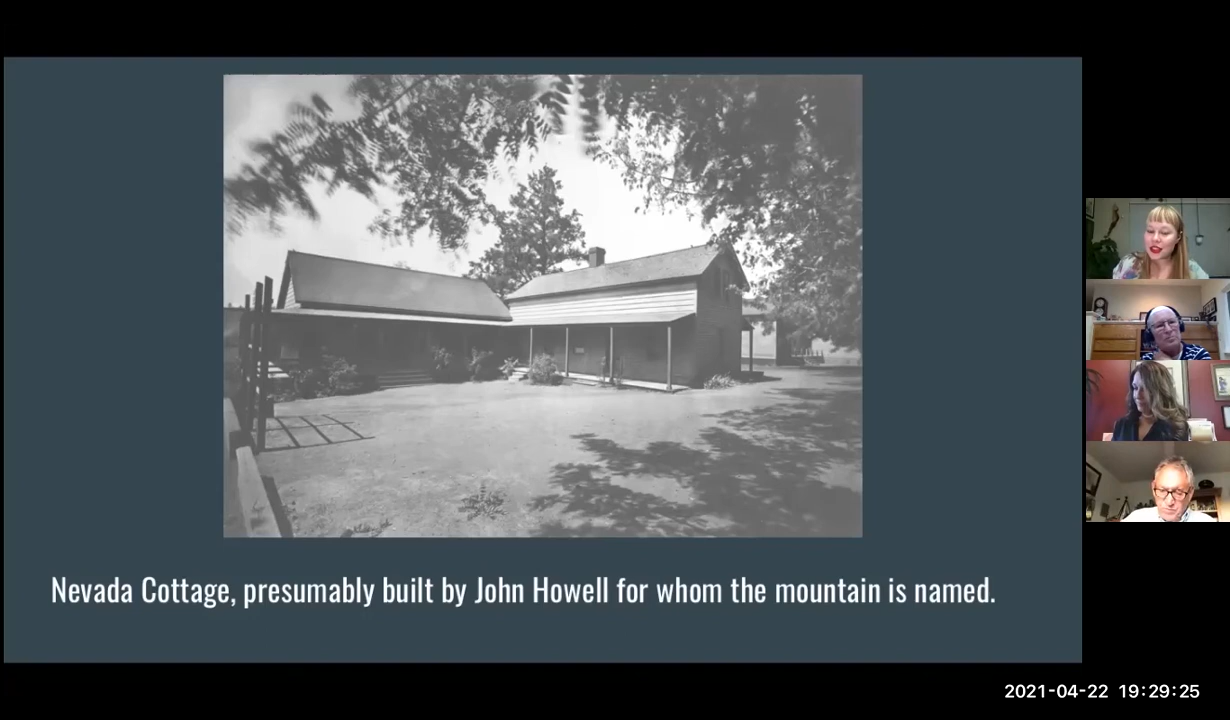 Nevada Cottage, presumably built by John Howell for whom the mountain is named.
2021-04-22 19:29:25